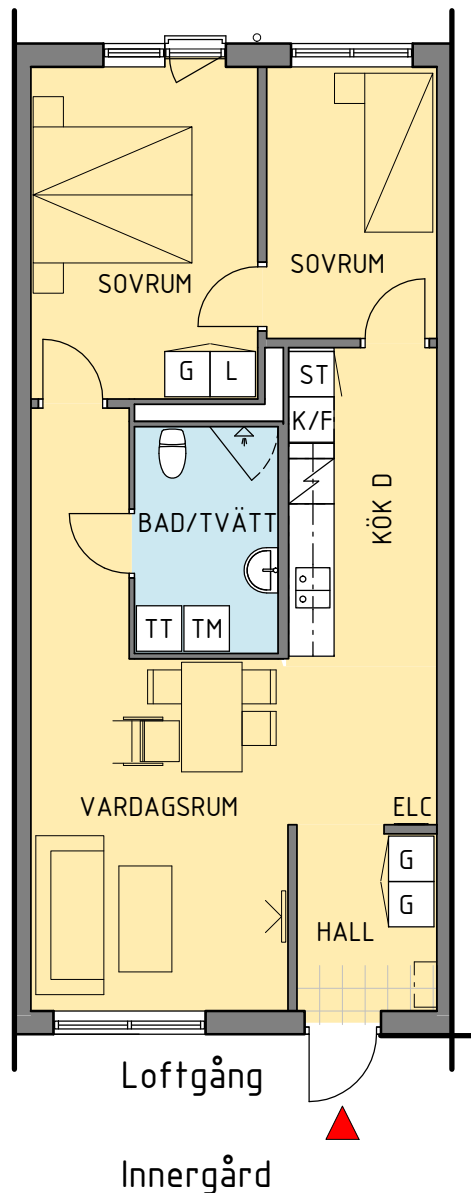 SOVRUM
SOVRUM
G L
ST
K/F
KÖK D
BAD/TVÄTT
TT TM
VARDAGSRUM
ELC
G
G
HALL
Loftgång
Innergård